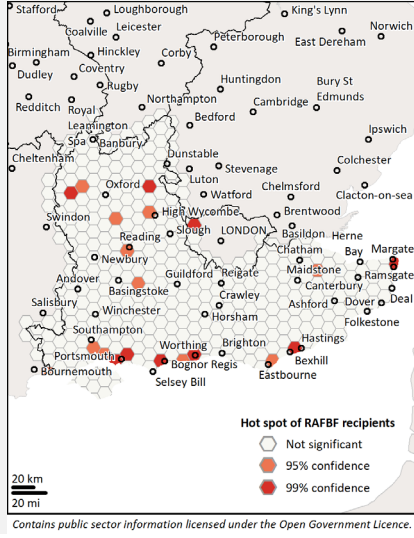 Stafford
Loughborough
King's Lynn
Coalville
Leicester
Norwich
Peterborough
East Dereham
Birmingham
Hinckley
Corby
Dudley
Coventry
Rugby
Huntingdon
Bury St
Edmunds
Redditch
Royal
Leamington
Spa
Northampton
Cambridge
Bedford
Ipswich
Banbury
Cheltenham
Dunstable
Stevenage
Colchester
Luton
Oxford
Watford
Chelmsford
Clacton-on-sea
Swindon
High Wycombe
Brentwood
Reading
Slough
LONDON
Basildon
Herne
Bay
Margate
Newbury
Chatham
Andover
Guildford
Reigate
Maidstone
Ramsgate
Basingstoke
Canterbury
Salisbury
Winchester
Crawley
Ashford
Dover
Deal
Horsham
Folkestone
Southampton
Portsmouth
Worthing
Brighton
Hastings
Bognor Regis
Bexhill
Bournemouth
Selsey Bill
Eastbourne
Hot spot of RAFBF recipients
Not significant
95% confidence
99% confidence
20 km
20 mi
Contains public sector information licensed under the Open Government Licence.